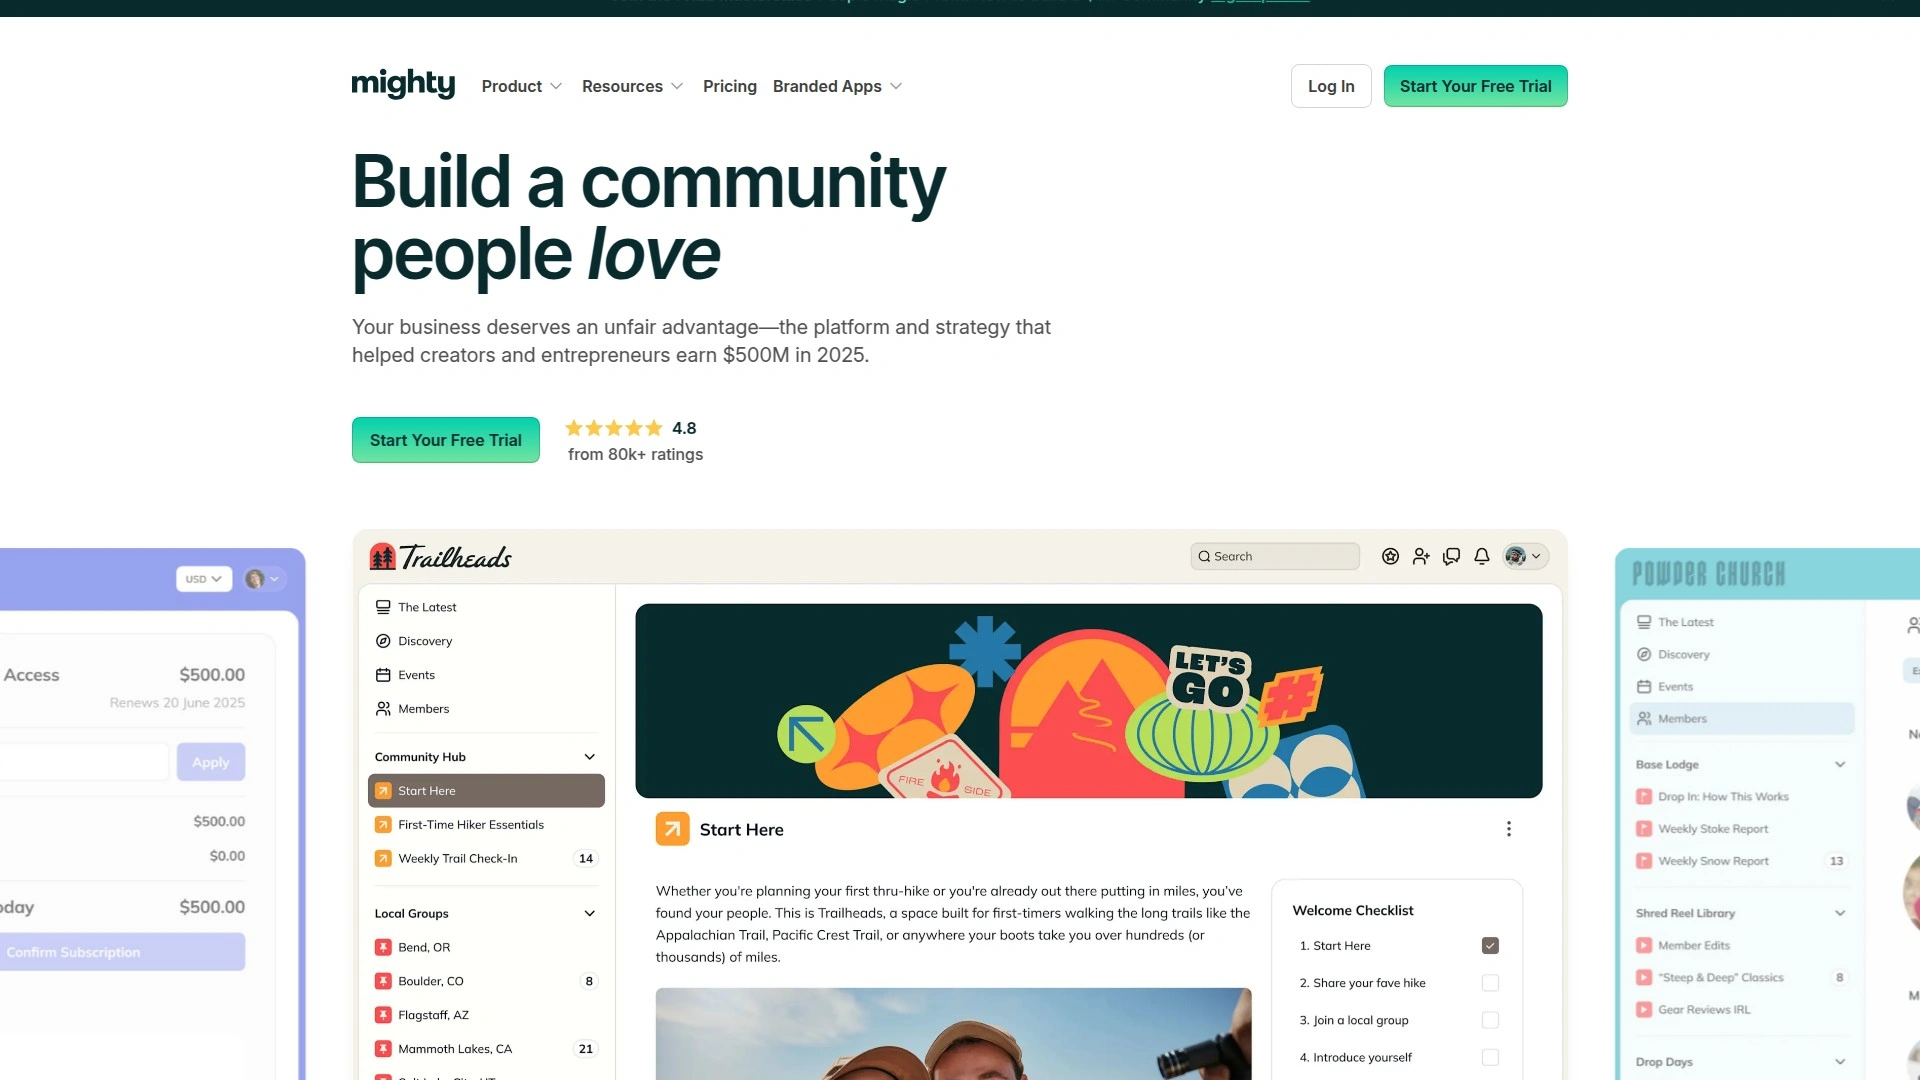 mighty
Product
Resources
Pricing
Branded Apps
Log In
Start Your Free Trial
Build a community
people love
Your business deserves an unfair advantage—the platform and strategy that
helped creators and entrepreneurs earn $500M in 2025.
Start Your Free Trial
4.8
from 80k+ ratings
USD
Access
$500.00
Renews 20 June 2025
Apply
$500.00
$0.00
$500.00
Confirm Subscription
Trailheads
Search
The Latest
Discovery
Events
Members
Community Hub
Start Here
First-Time Hiker Essentials
Weekly Trail Check-In
14
Local Groups
Bend, OR
Boulder, CO
8
Flagstaff, AZ
Mammoth Lakes, CA
21
LET'S
GO
#
FIRE SIDE
Start Here
Whether you're planning your first thru-hike or you're already out there putting in miles, you've
found your people. This is Trailheads, a space built for first-timers walking the long trails like the
Appalachian Trail, Pacific Crest Trail, or anywhere your boots take you over hundreds (or
thousands) of miles.
Welcome Checklist
1. Start Here
2. Share your fave hike
3. Join a local group
4. Introduce yourself
POWDER CHURCH
The Latest
Discovery
Events
Members
Base Lodge
Drop In: How This Works
Weekly Stoke Report
Weekly Snow Report
13
Shred Reel Library
Member Edits
"Steep & Deep" Classics
8
Gear Reviews IRL
Drop Days